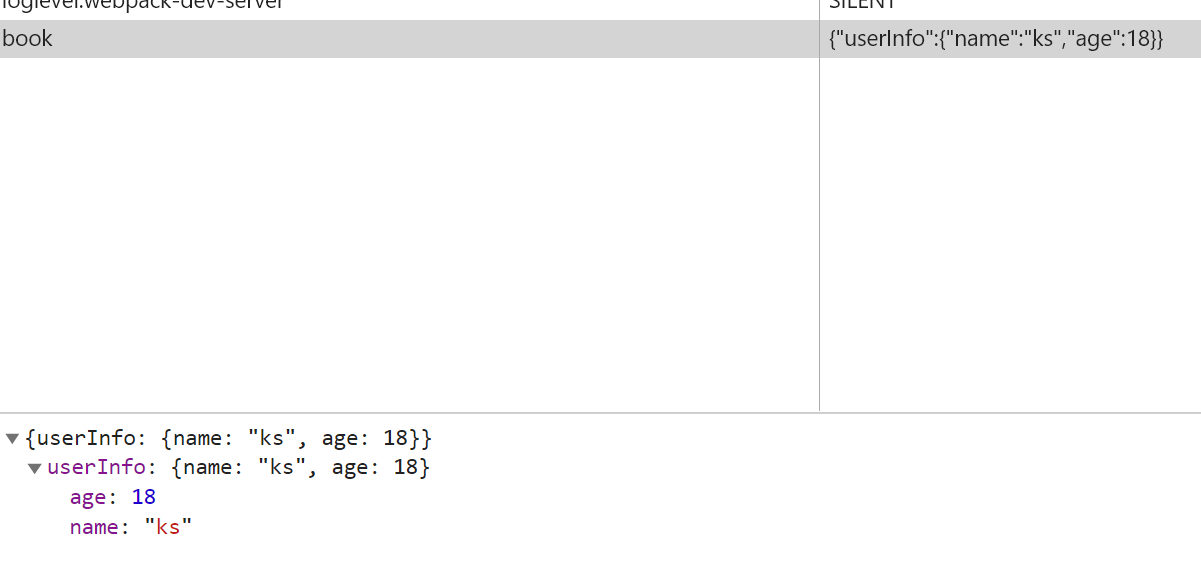 loglevel:webpack-dev-server SILENT
book {"userInfo":{"name":"ks","age":18}}
▼{userInfo: {name: "ks", age: 18}}
▼userInfo: {name: "ks", age: 18}
age: 18
name: "ks"